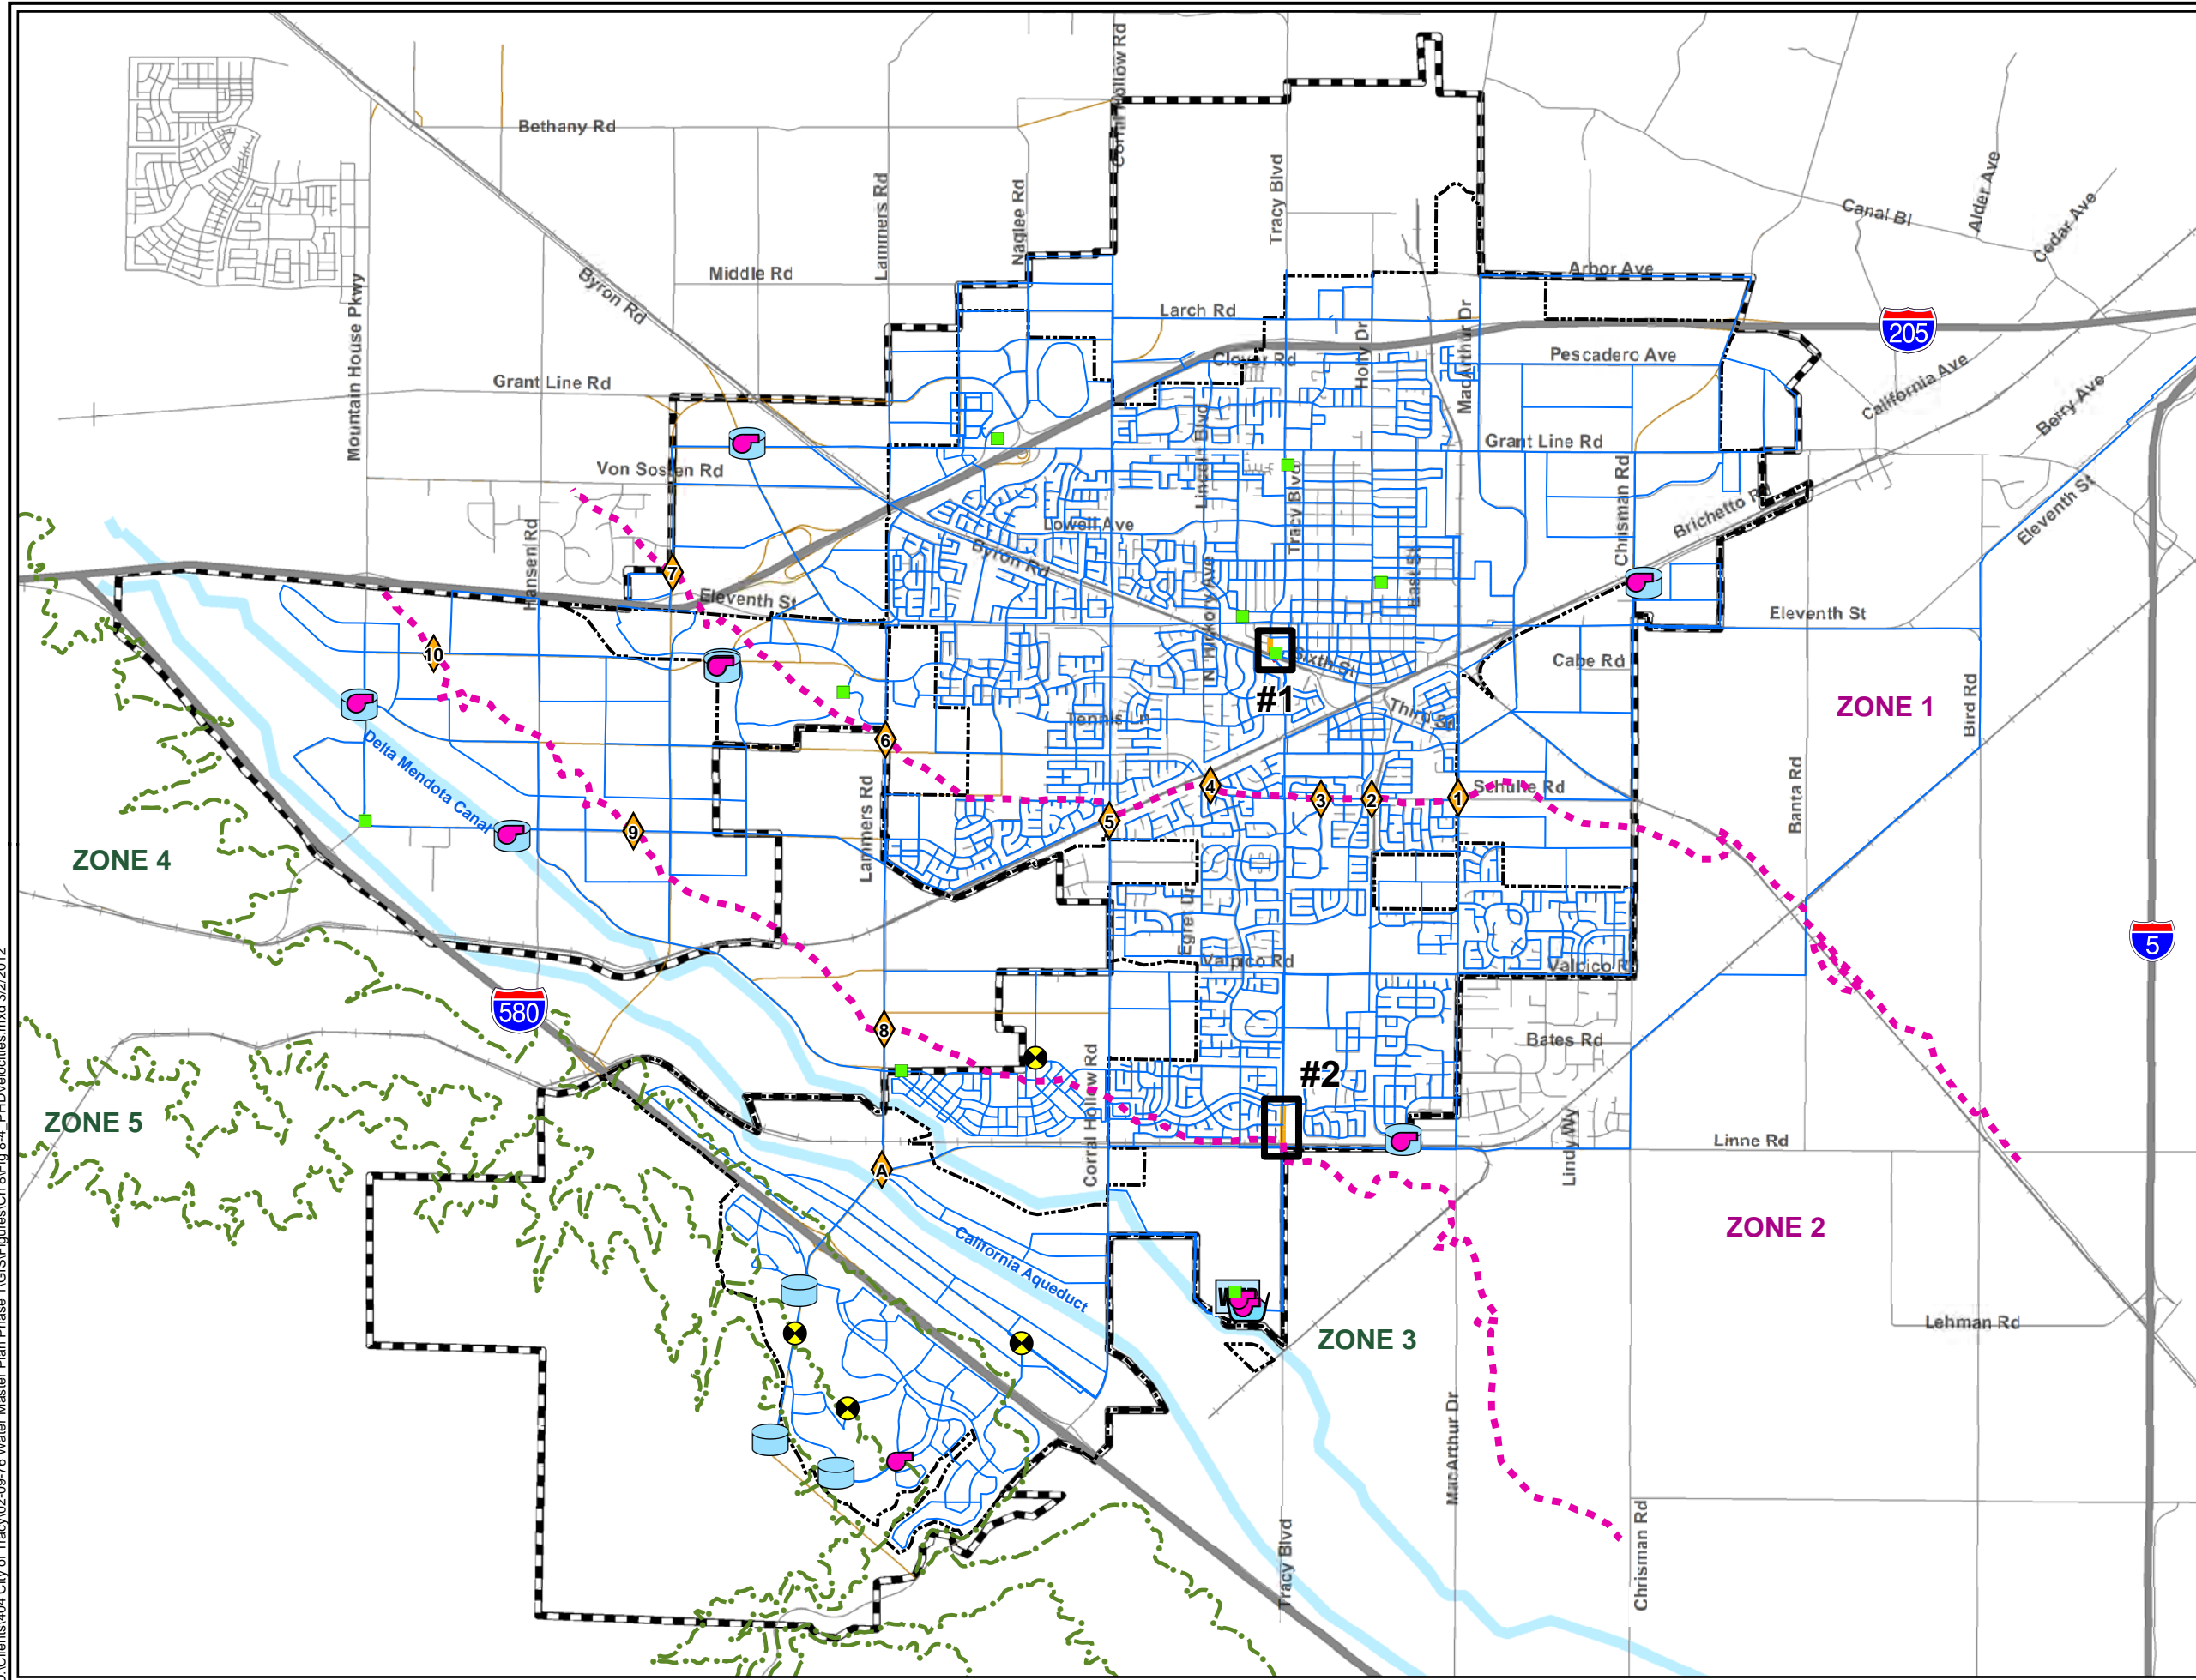 Corral Hollow Rd
Bethany Rd
Tracy Blvd
Lammers Rd
Naglee Rd
Alder Ave
Canal Bl
Cedar Ave
Middle Rd
Arbor Ave
Byron Rd
Mountain House Pkwy
Larch Rd
205
Holly Dr
MacArthur Dr
Clover Rd
Pescadero Ave
California Ave
Grant Line Rd
Berry Ave
Lincoln Blvd
Grant Line Rd
Von Sosten Rd
Chrisman Rd
Tracy Blvd
Brichetto R
Eleventh St
Lowell Ave
Hansen Rd
Byron Rd
7
East St
N Hickory Ave
Eleventh St
Eleventh St
10
Sixth St
Cabe Rd
#1
ZONE 1
Bird Rd
Tennis Ln
Third St
Delta Mendota Canal
6
4
Schulte Rd
3
2
1
5
Banta Rd
Lammers Rd
9
ZONE 4
Egret Dr
Valpico Rd
Valpico R
5
580
8
Bates Rd
#2
Corral Hollow Rd
ZONE 5
Lindy Wy
Linne Rd
A
California Aqueduct
ZONE 2
ZONE 3
Lehman Rd
MacArthur Dr
Tracy Blvd
Chrisman Rd